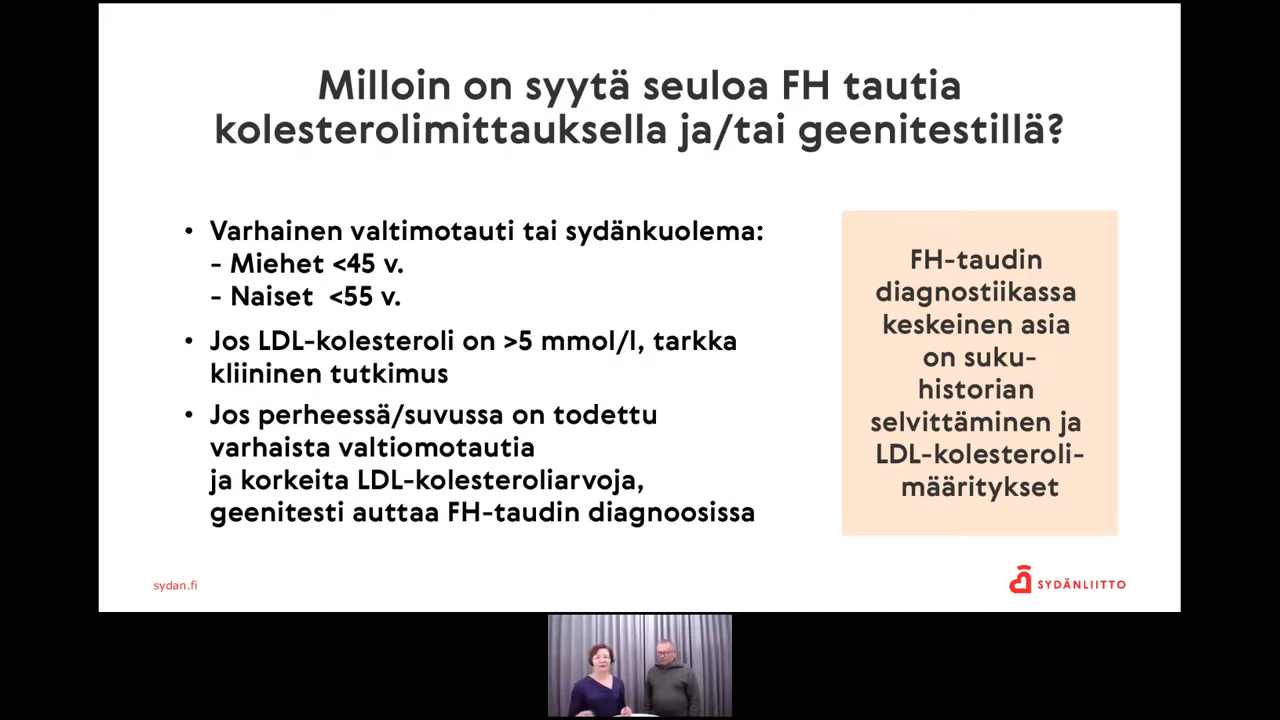 Milloin on syytä seuloa FH tautia
kolesterolimittauksella ja/tai geenitestillä?
• Varhainen valtimotauti tai sydänkuolema:
- Miehet <45 v.
- Naiset <55 v.
• Jos LDL-kolesteroli on >5 mmol/l, tarkka
kliininen tutkimus
• Jos perheessä/suvussa on todettu
varhaista valtiomotautia
ja korkeita LDL-kolesteroliarvoja,
geenitesti auttaa FH-taudin diagnoosissa
FH-taudin
diagnostiikassa
keskeinen asia
on suku-
historian
selvittäminen ja
LDL-kolesteroli-
määritykset
sydan.fi
SYDÄNLIITTO